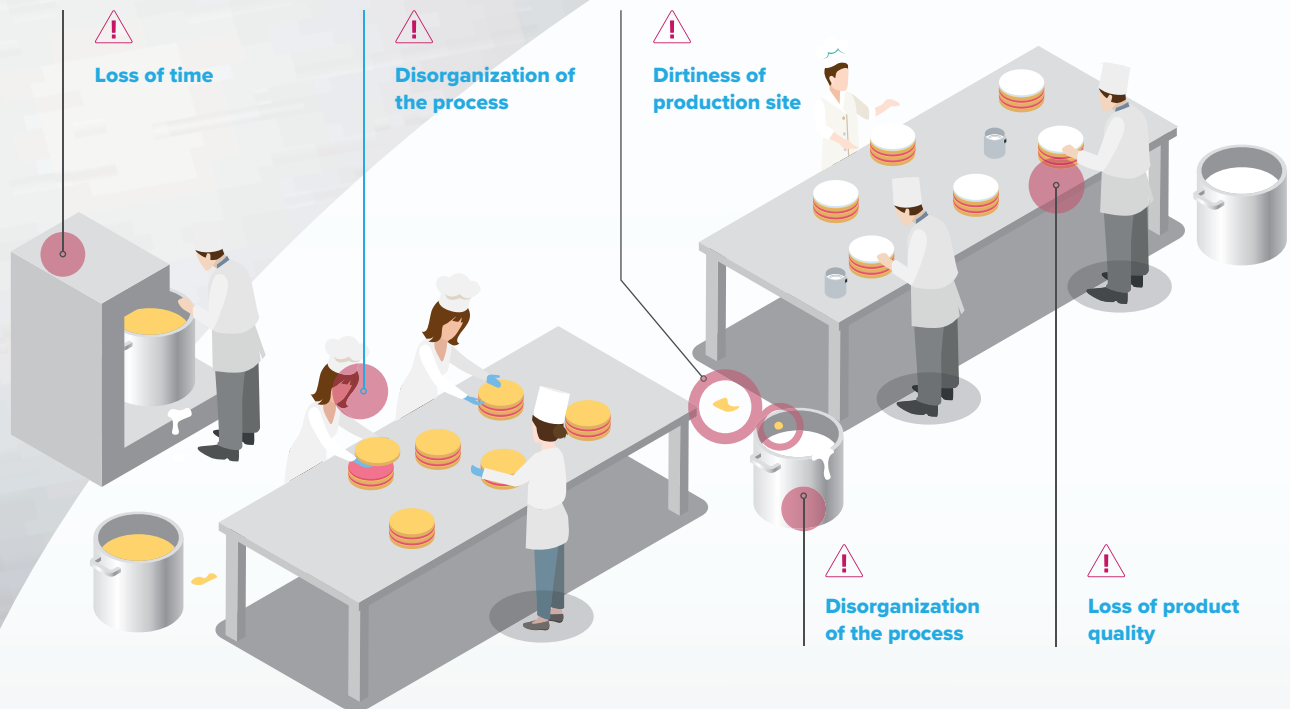 Loss of time
Disorganization of
the process
Dirtiness of
production site
Disorganization
of the process
Loss of product
quality